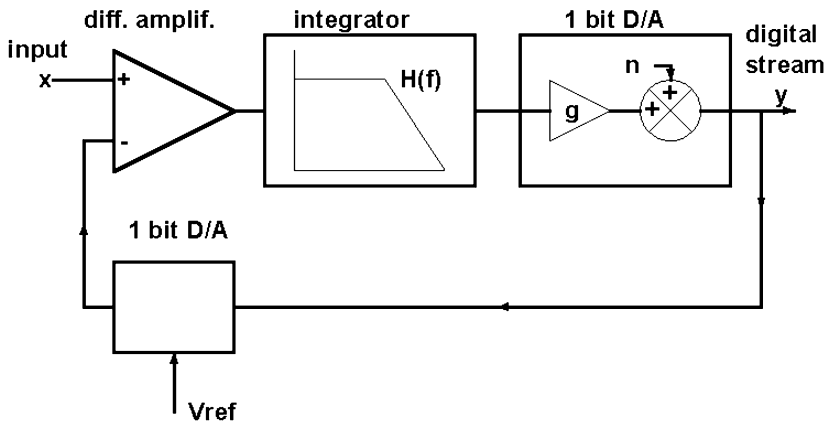 diff. amplif.
integrator
1 bit D/A
input
x
+
-
H(f)
g
n
+
+
digital
stream
y
1 bit D/A
Vref